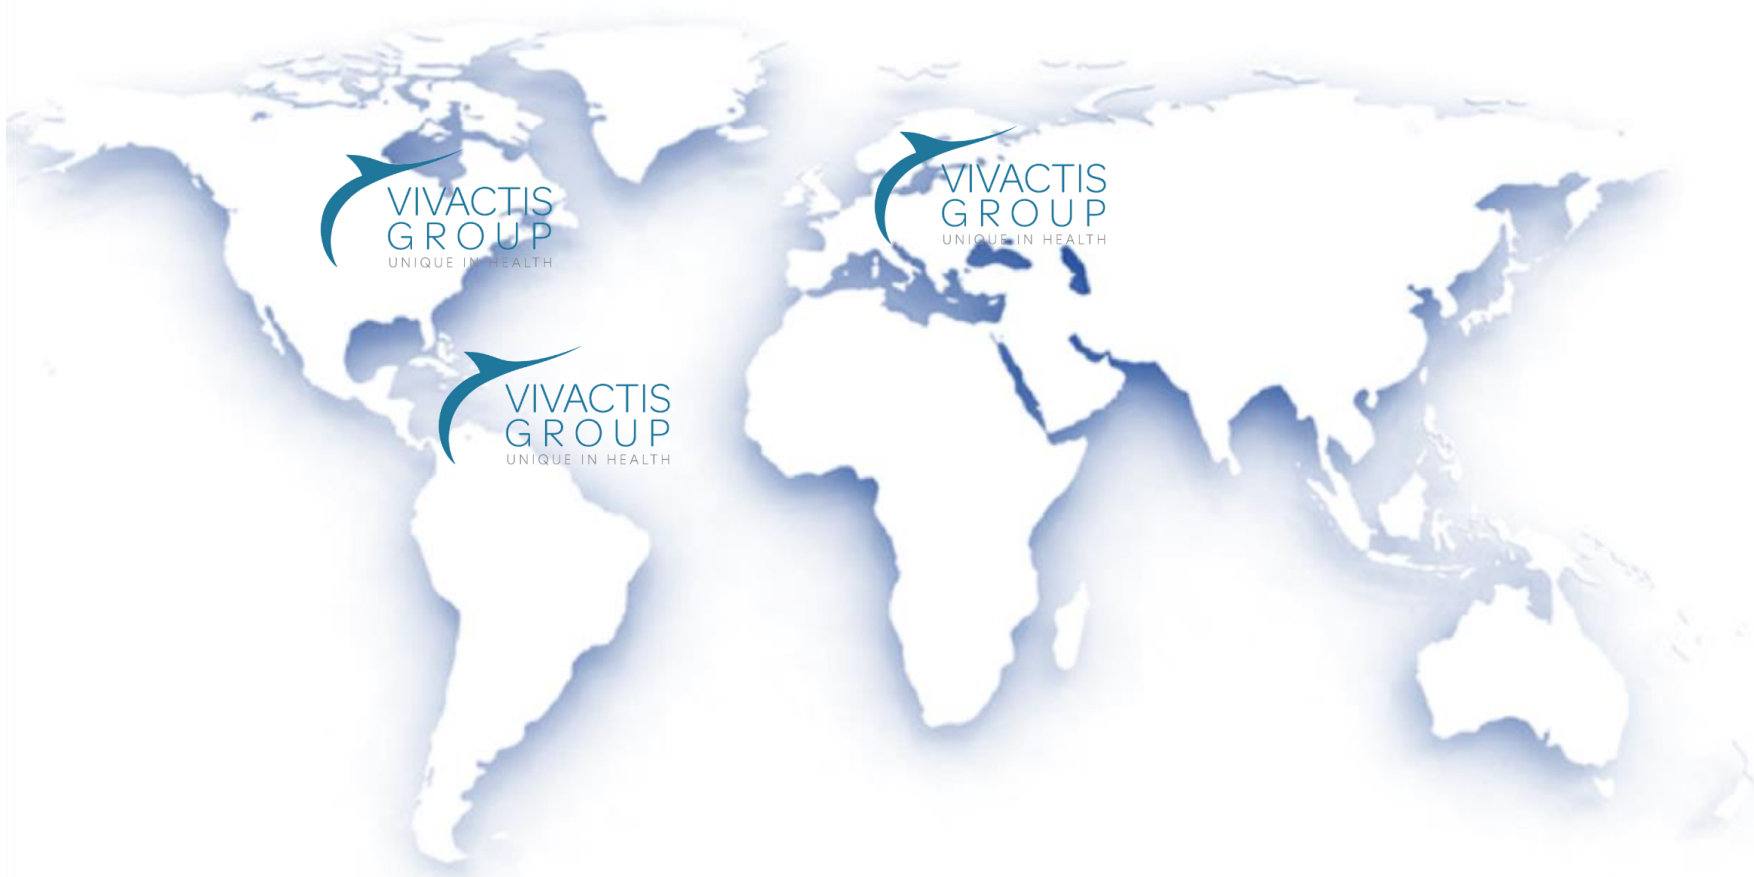 VIVACTIS
GROUP
UNIQUE IN HEALTH
VIVACTIS
GROUP
UNIQUE IN HEALTH
VIVACTIS
GROUP
UNIQUE IN HEALTH